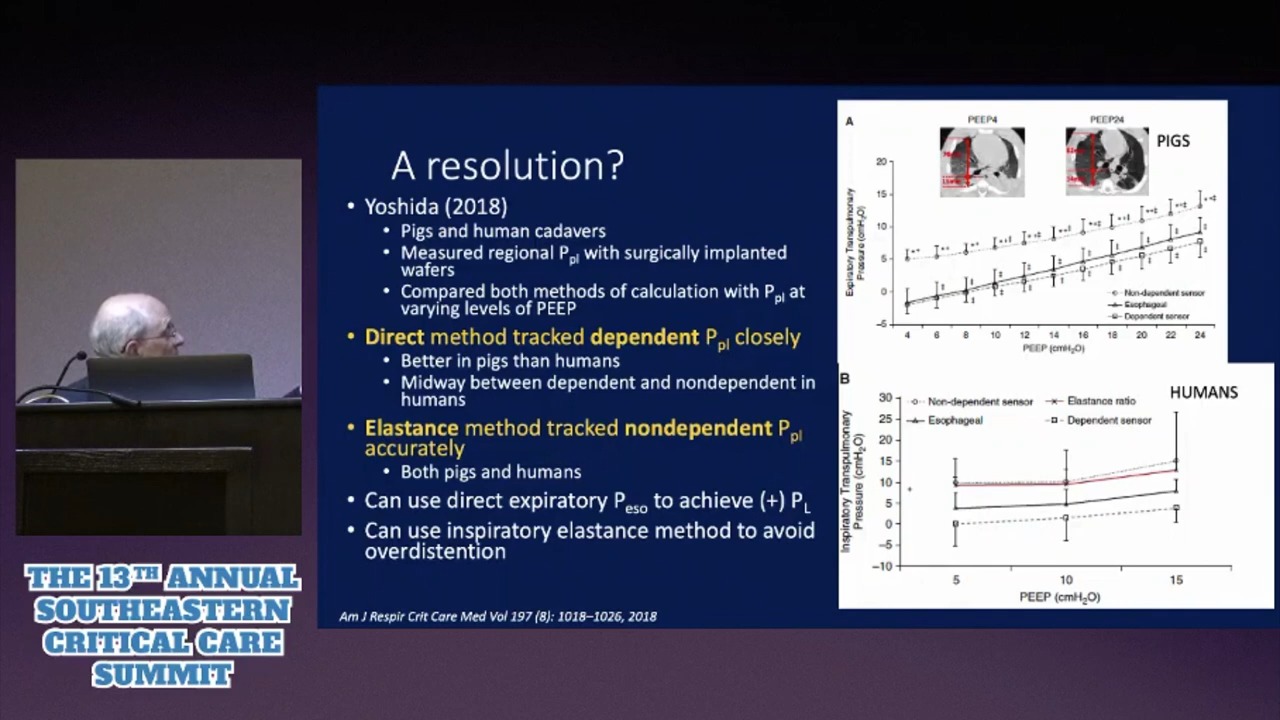 A resolution?
• Yoshida (2018)
• Pigs and human cadavers
• Measured regional Ppl with surgically implanted
wafers
• Compared both methods of calculation with Ppl at
varying levels of PEEP
• Direct method tracked dependent Ppl closely
• Better in pigs than humans
• Midway between dependent and nondependent in
humans
• Elastance method tracked nondependent Ppl
accurately
• Both pigs and humans
• Can use direct expiratory Peso to achieve (+) PL
• Can use inspiratory elastance method to avoid
overdistention
Am J Respir Crit Care Med Vol 197 (8): 1018–1026, 2018
A
PEEP4
PEEP24
PIGS
Expiratory Transpulmonary
Pressure (cmH2O)
20
15
10
5
0
−5
Non-dependent sensor
Esophageal
Dependent sensor
4 6 8 10 12 14 16 18 20 22 24
PEEP (cmH2O)
B
HUMANS
Non-dependent sensor
Elastance ratio
Esophageal
Dependent sensor
Inspiratory Transpulmonary
Pressure (cmH2O)
30
25
20
15
10
5
0
−5
−10
5 10 15
PEEP (cmH2O)
THE 13TH ANNUAL
SOUTHEASTERN
CRITICAL CARE
SUMMIT